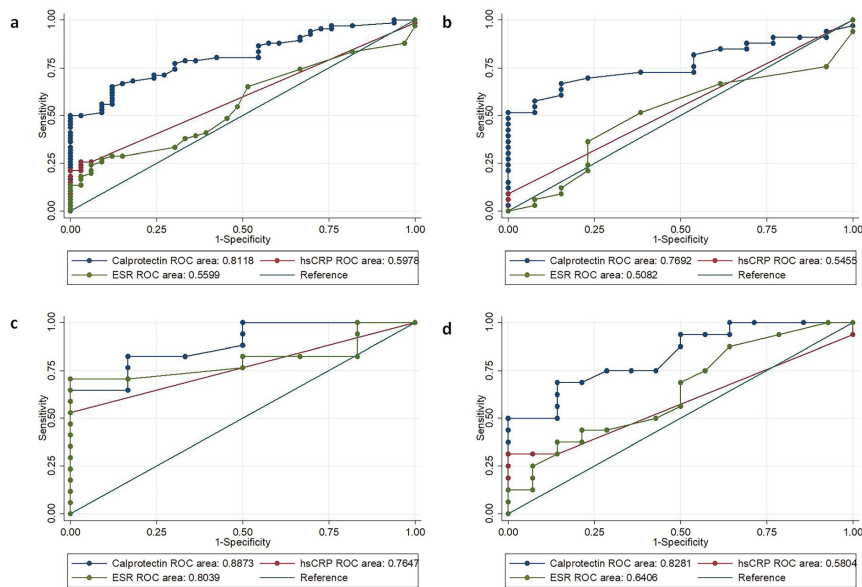 a
1.00
0.75
0.50
0.25
0.00
Sensitivity
0.00 0.25 0.50 0.75 1.00
1-Specificity
Calprotectin ROC area: 0.8118 hsCRP ROC area: 0.5978
ESR ROC area: 0.5599 Reference
b
1.00
0.75
0.50
0.25
0.00
Sensitivity
0.00 0.25 0.50 0.75 1.00
1-Specificity
Calprotectin ROC area: 0.7692 hsCRP ROC area: 0.5455
ESR ROC area: 0.5082 Reference
c
1.00
0.75
0.50
0.25
0.00
Sensitivity
0.00 0.25 0.50 0.75 1.00
1-Specificity
Calprotectin ROC area: 0.8873 hsCRP ROC area: 0.7647
ESR ROC area: 0.8039 Reference
d
1.00
0.75
0.50
0.25
0.00
Sensitivity
0.00 0.25 0.50 0.75 1.00
1-Specificity
Calprotectin ROC area: 0.8281 hsCRP ROC area: 0.5804
ESR ROC area: 0.6406 Reference